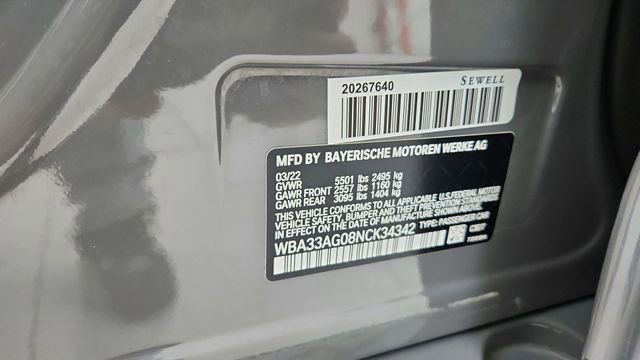 20267640 SEWELL
MFD BY BAYERISCHE MOTOREN WERKE AG
03/22
GVWR 5501 lbs 2495 kg
GAWR FRONT 2557 lbs 1160 kg
GAWR REAR 3095 lbs 1404 kg
THIS VEHICLE CONFORMS TO ALL APPLICABLE U.S. FEDERAL MOTOR
VEHICLE SAFETY, BUMPER AND THEFT PREVENTION STANDARDS IN
EFFECT ON THE DATE OF MANUFACTURE SHOWN ABOVE.
WBA33AG08NCK34342 TYPE: PASSENGER CAR